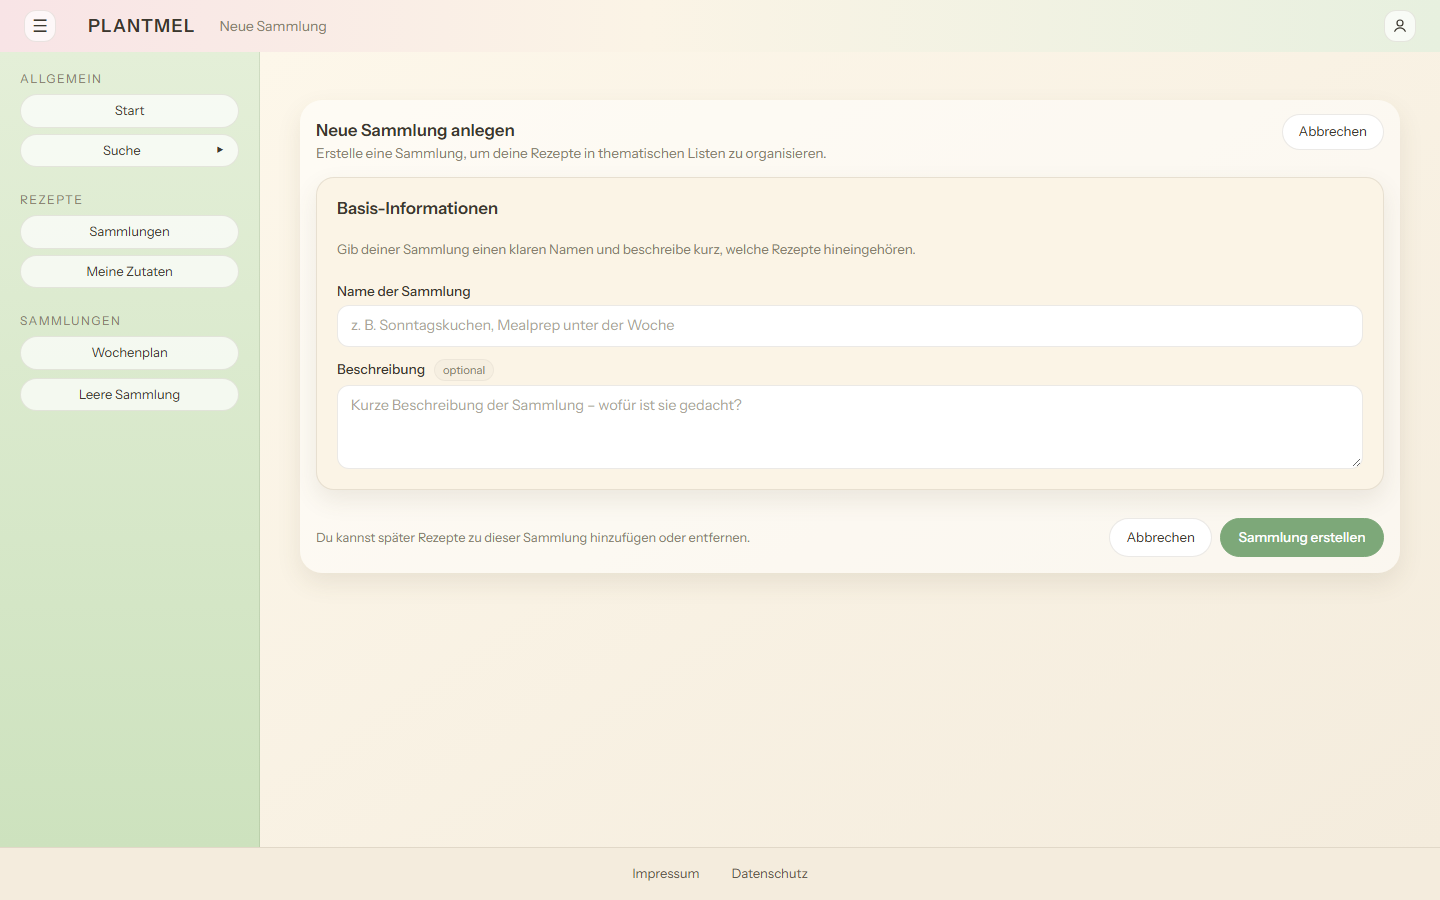 PLANTMEL
Neue Sammlung
ALLGEMEIN
Start
Suche
REZEPTE
Sammlungen
Meine Zutaten
SAMMLUNGEN
Wochenplan
Leere Sammlung
Neue Sammlung anlegen
Abbrechen
Erstelle eine Sammlung, um deine Rezepte in thematischen Listen zu organisieren.
Basis-Informationen
Gib deiner Sammlung einen klaren Namen und beschreibe kurz, welche Rezepte hineingehören.
Name der Sammlung
z. B. Sonntagskuchen, Mealprep unter der Woche
Beschreibung optional
Kurze Beschreibung der Sammlung – wofür ist sie gedacht?
Du kannst später Rezepte zu dieser Sammlung hinzufügen oder entfernen.
Abbrechen
Sammlung erstellen
Impressum
Datenschutz